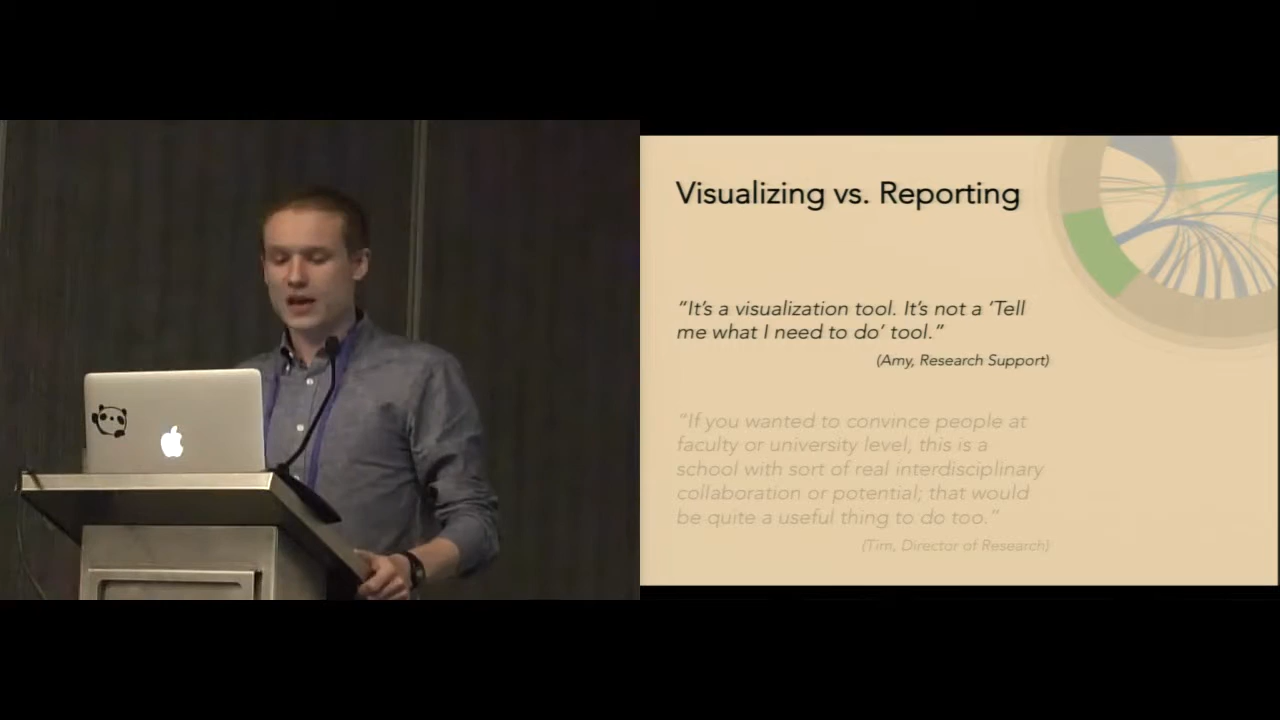 Visualizing vs. Reporting
“It’s a visualization tool. It’s not a ‘Tell
me what I need to do’ tool.”
(Amy, Research Support)
“If you wanted to convince people at
faculty or university level, this is a
school with sort of real interdisciplinary
collaboration or potential; that would
be quite a useful thing to do too.”
(Tim, Director of Research)